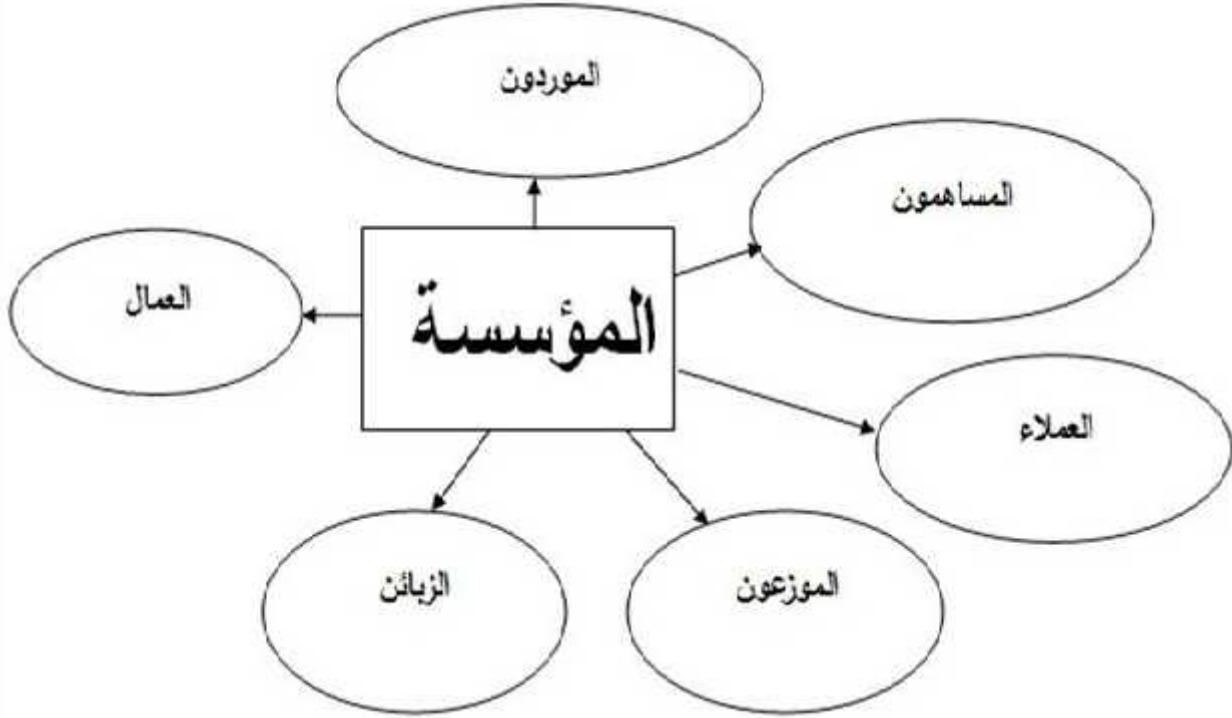 الموردون
المساهمون
العمال
المؤسسة
العملاء
الزبائن
الموزعون